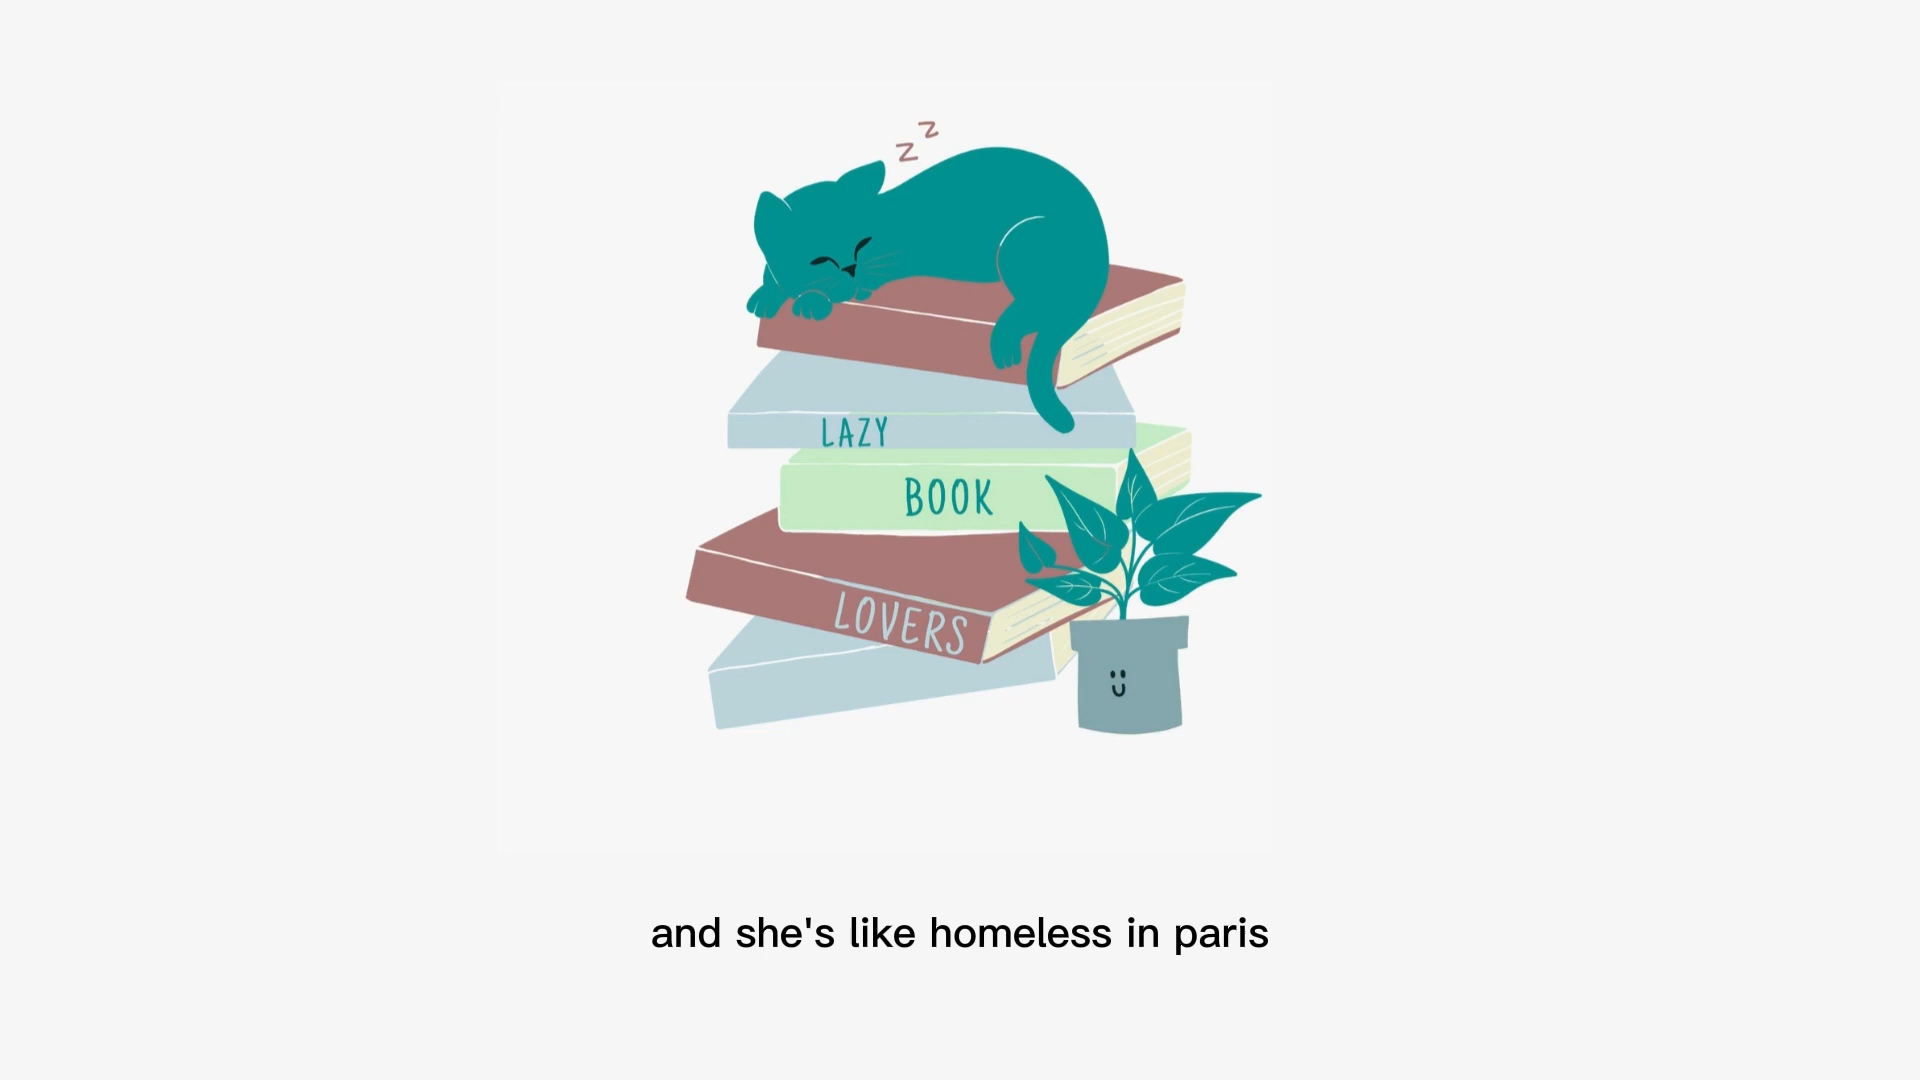 z
z
LAZY
BOOK
LOVERS
and she's like homeless in paris